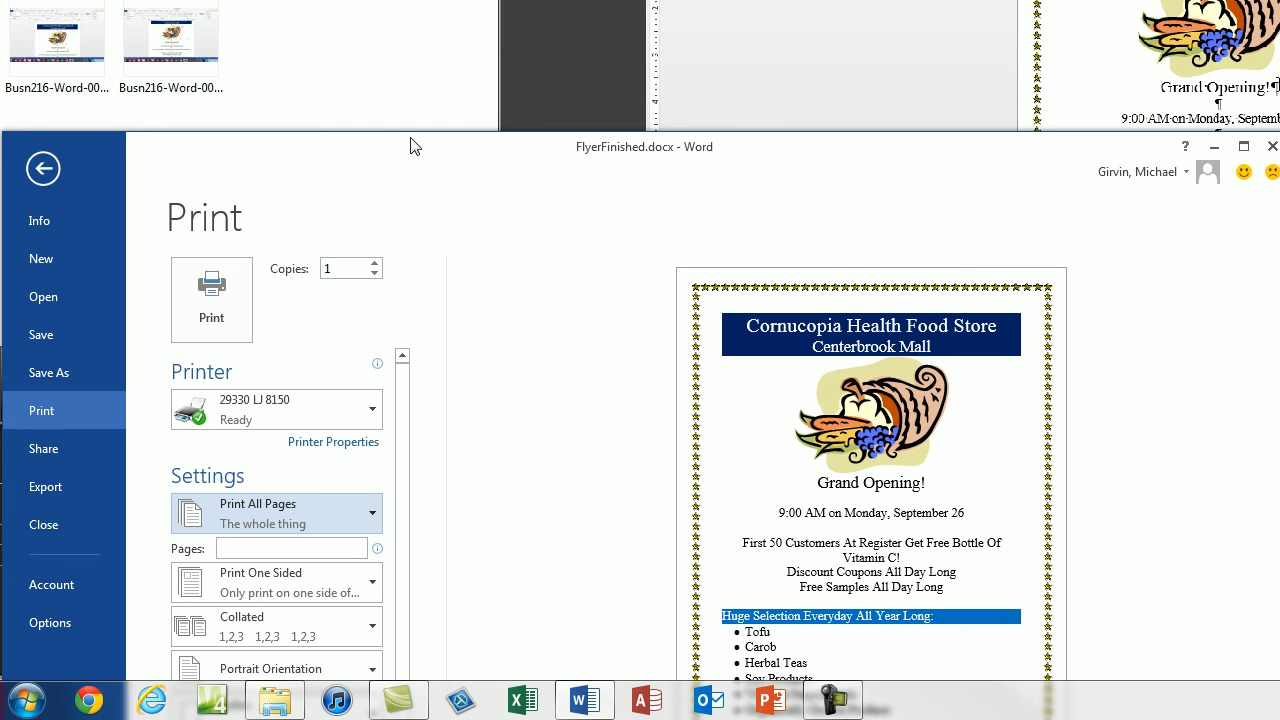 Busn216-Word-00...
Busn216-Word-00...
Grand·Opening!¶
¶
9:00·AM·on·Monday,·Septemb
FlyerFinished.docx - Word
?
Girvin, Michael
Info
New
Open
Save
Save As
Print
Share
Export
Close
Account
Options
Print
Print
Copies:
1
Printer
29330 LJ 8150
Ready
Printer Properties
Settings
Print All Pages
The whole thing
Pages:
Print One Sided
Only print on one side of...
Collated
1,2,3 1,2,3 1,2,3
Portrait Orientation
Cornucopia Health Food Store
Centerbrook Mall
Grand Opening!
9:00 AM on Monday, September 26
First 50 Customers At Register Get Free Bottle Of
Vitamin C!
Discount Coupons All Day Long
Free Samples All Day Long
Huge Selection Everyday All Year Long:
• Tofu
• Carob
• Herbal Teas
• Soy Products